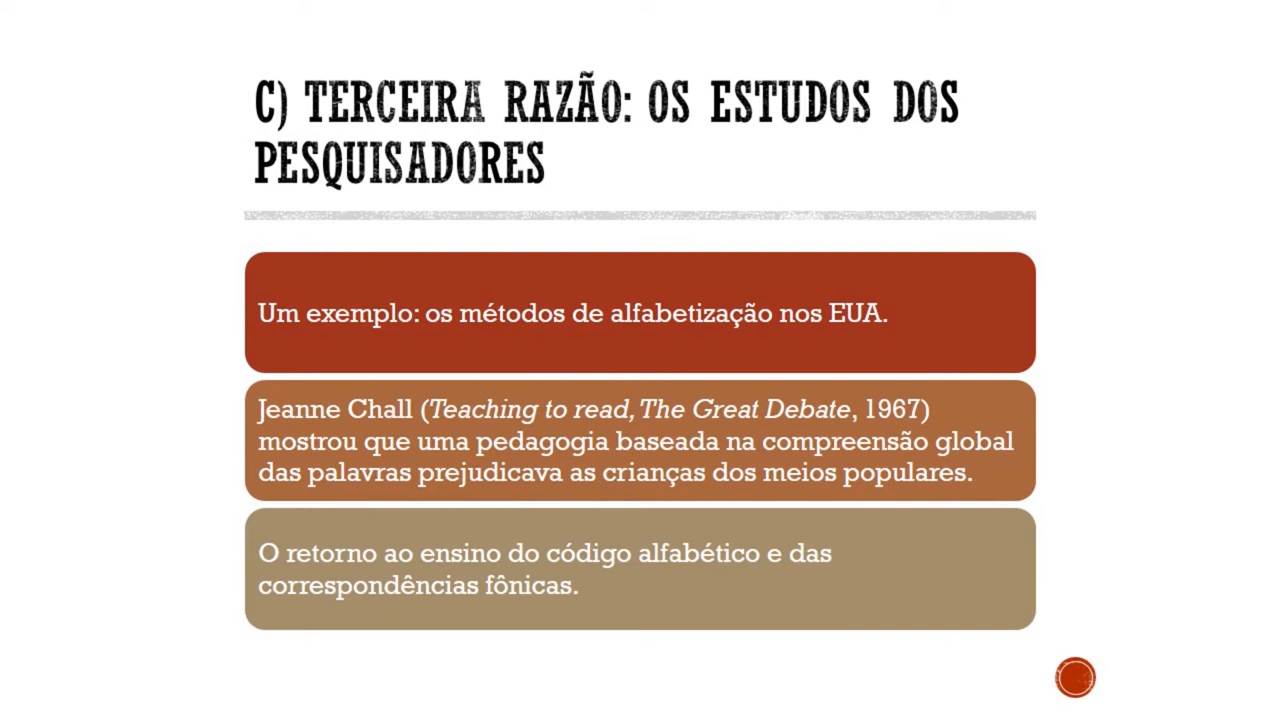 C) TERCEIRA RAZÃO: OS ESTUDOS DOS
PESQUISADORES
Um exemplo: os métodos de alfabetização nos EUA.
Jeanne Chall (Teaching to read, The Great Debate, 1967)
mostrou que uma pedagogia baseada na compreensão global
das palavras prejudicava as crianças dos meios populares.
O retorno ao ensino do código alfabético e das
correspondências fônicas.